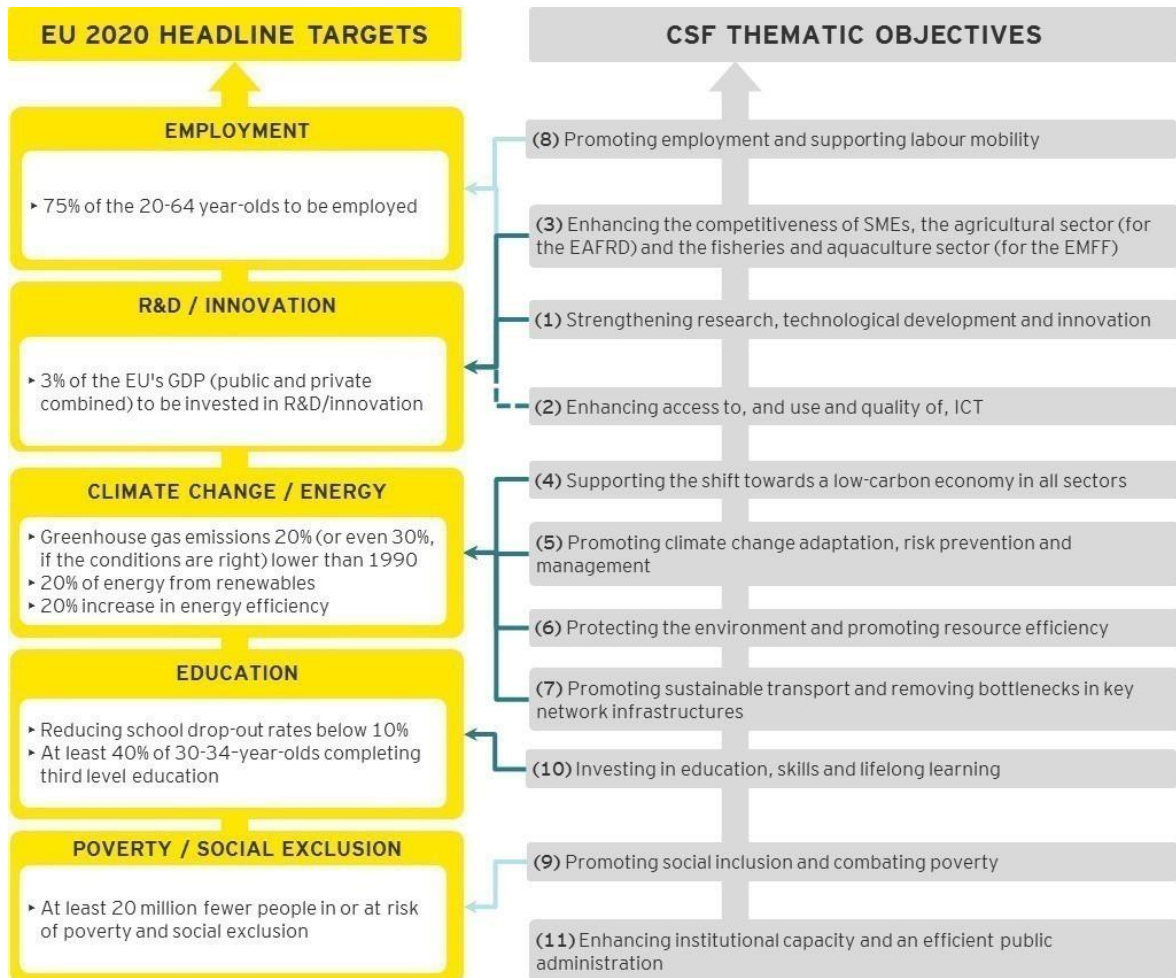 EU 2020 HEADLINE TARGETS
EMPLOYMENT
‣ 75% of the 20-64 year-olds to be employed
R&D / INNOVATION
‣ 3% of the EU's GDP (public and private
combined) to be invested in R&D/innovation
CLIMATE CHANGE / ENERGY
‣ Greenhouse gas emissions 20% (or even 30%,
if the conditions are right) lower than 1990
‣ 20% of energy from renewables
‣ 20% increase in energy efficiency
EDUCATION
‣ Reducing school drop-out rates below 10%
‣ At least 40% of 30-34–year-olds completing
third level education
POVERTY / SOCIAL EXCLUSION
‣ At least 20 million fewer people in or at risk
of poverty and social exclusion
CSF THEMATIC OBJECTIVES
(8) Promoting employment and supporting labour mobility
(3) Enhancing the competitiveness of SMEs, the agricultural sector (for
the EAFRD) and the fisheries and aquaculture sector (for the EMFF)
(1) Strengthening research, technological development and innovation
(2) Enhancing access to, and use and quality of, ICT
(4) Supporting the shift towards a low-carbon economy in all sectors
(5) Promoting climate change adaptation, risk prevention and
management
(6) Protecting the environment and promoting resource efficiency
(7) Promoting sustainable transport and removing bottlenecks in key
network infrastructures
(10) Investing in education, skills and lifelong learning
(9) Promoting social inclusion and combating poverty
(11) Enhancing institutional capacity and an efficient public
administration